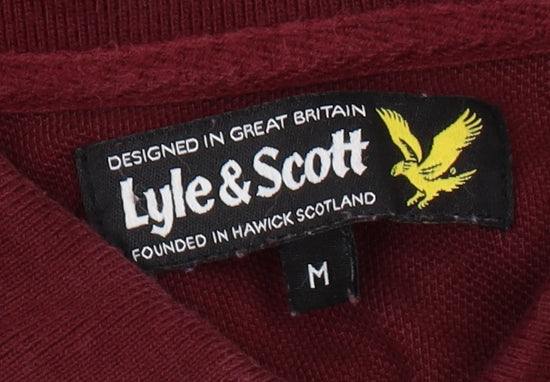 DESIGNED IN GREAT BRITAIN
Lyle & Scott
FOUNDED IN HAWICK SCOTLAND
M